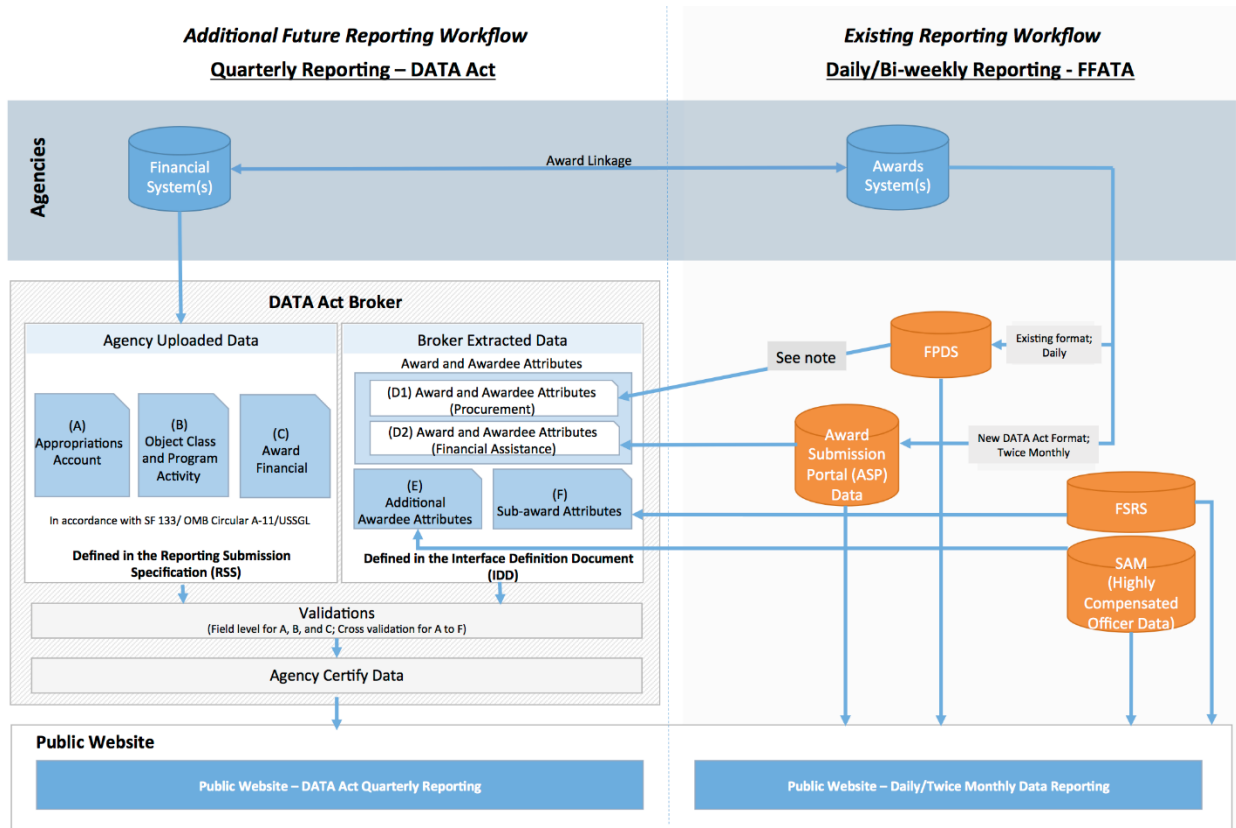 Additional Future Reporting Workflow
Quarterly Reporting – DATA Act
Existing Reporting Workflow
Daily/Bi-weekly Reporting - FFATA
Agencies
Financial
System(s)
Award Linkage
Awards
System(s)
DATA Act Broker
Agency Uploaded Data
(A)
Appropriations
Account
(B)
Object Class
and Program
Activity
(C)
Award
Financial
In accordance with SF 133/ OMB Circular A-11/USSGL
Defined in the Reporting Submission
Specification (RSS)
Broker Extracted Data
Award and Awardee Attributes
(D1) Award and Awardee Attributes
(Procurement)
(D2) Award and Awardee Attributes
(Financial Assistance)
(E)
Additional
Awardee Attributes
(F)
Sub-award Attributes
Defined in the Interface Definition Document
(IDD)
See note
FPDS
Existing format;
Daily
Award
Submission
Portal (ASP)
Data
New DATA Act Format;
Twice Monthly
FSRS
SAM
(Highly
Compensated
Officer Data)
Validations
(Field level for A, B, and C; Cross validation for A to F)
Agency Certify Data
Public Website
Public Website – DATA Act Quarterly Reporting
Public Website – Daily/Twice Monthly Data Reporting